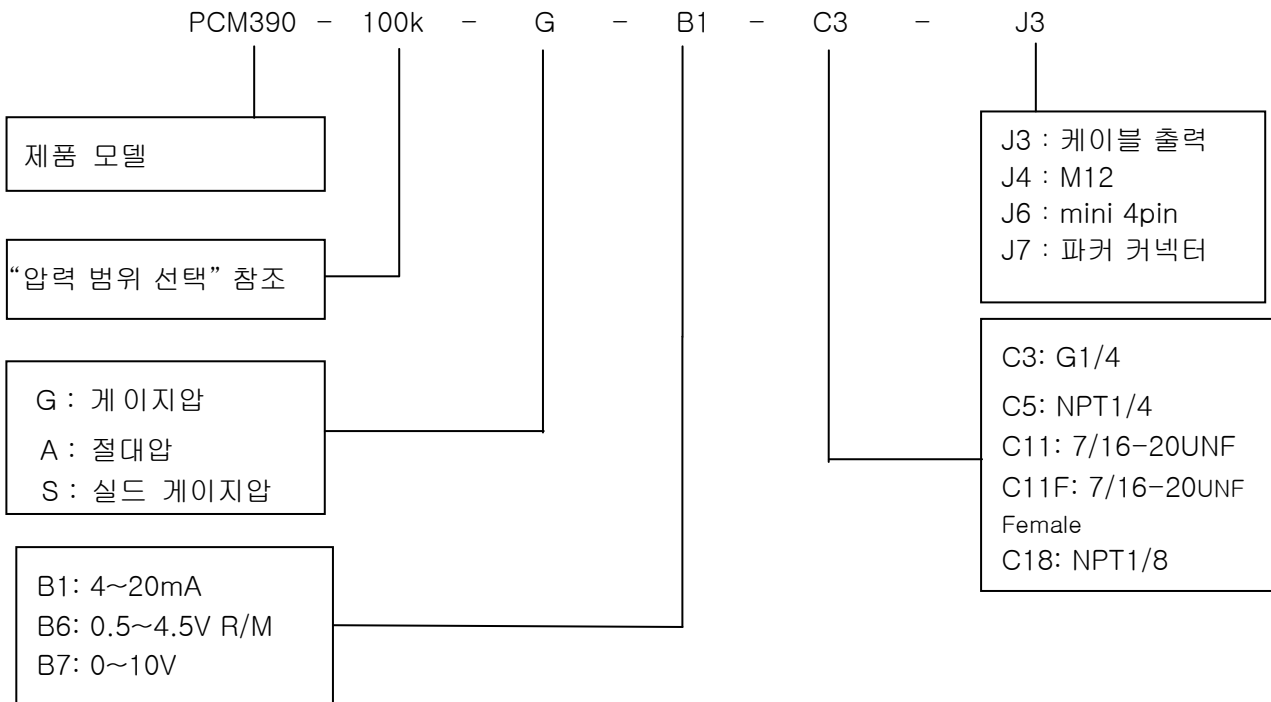 PCM390 - 100k - G - B1 - C3 - J3
제품 모델
“압력 범위 선택” 참조
G : 게이지압
A : 절대압
S : 실드 게이지압
B1: 4~20mA
B6: 0.5~4.5V R/M
B7: 0~10V
J3 : 케이블 출력
J4 : M12
J6 : mini 4pin
J7 : 파커 커넥터
C3: G1/4
C5: NPT1/4
C11: 7/16-20UNF
C11F: 7/16-20UNF
Female
C18: NPT1/8